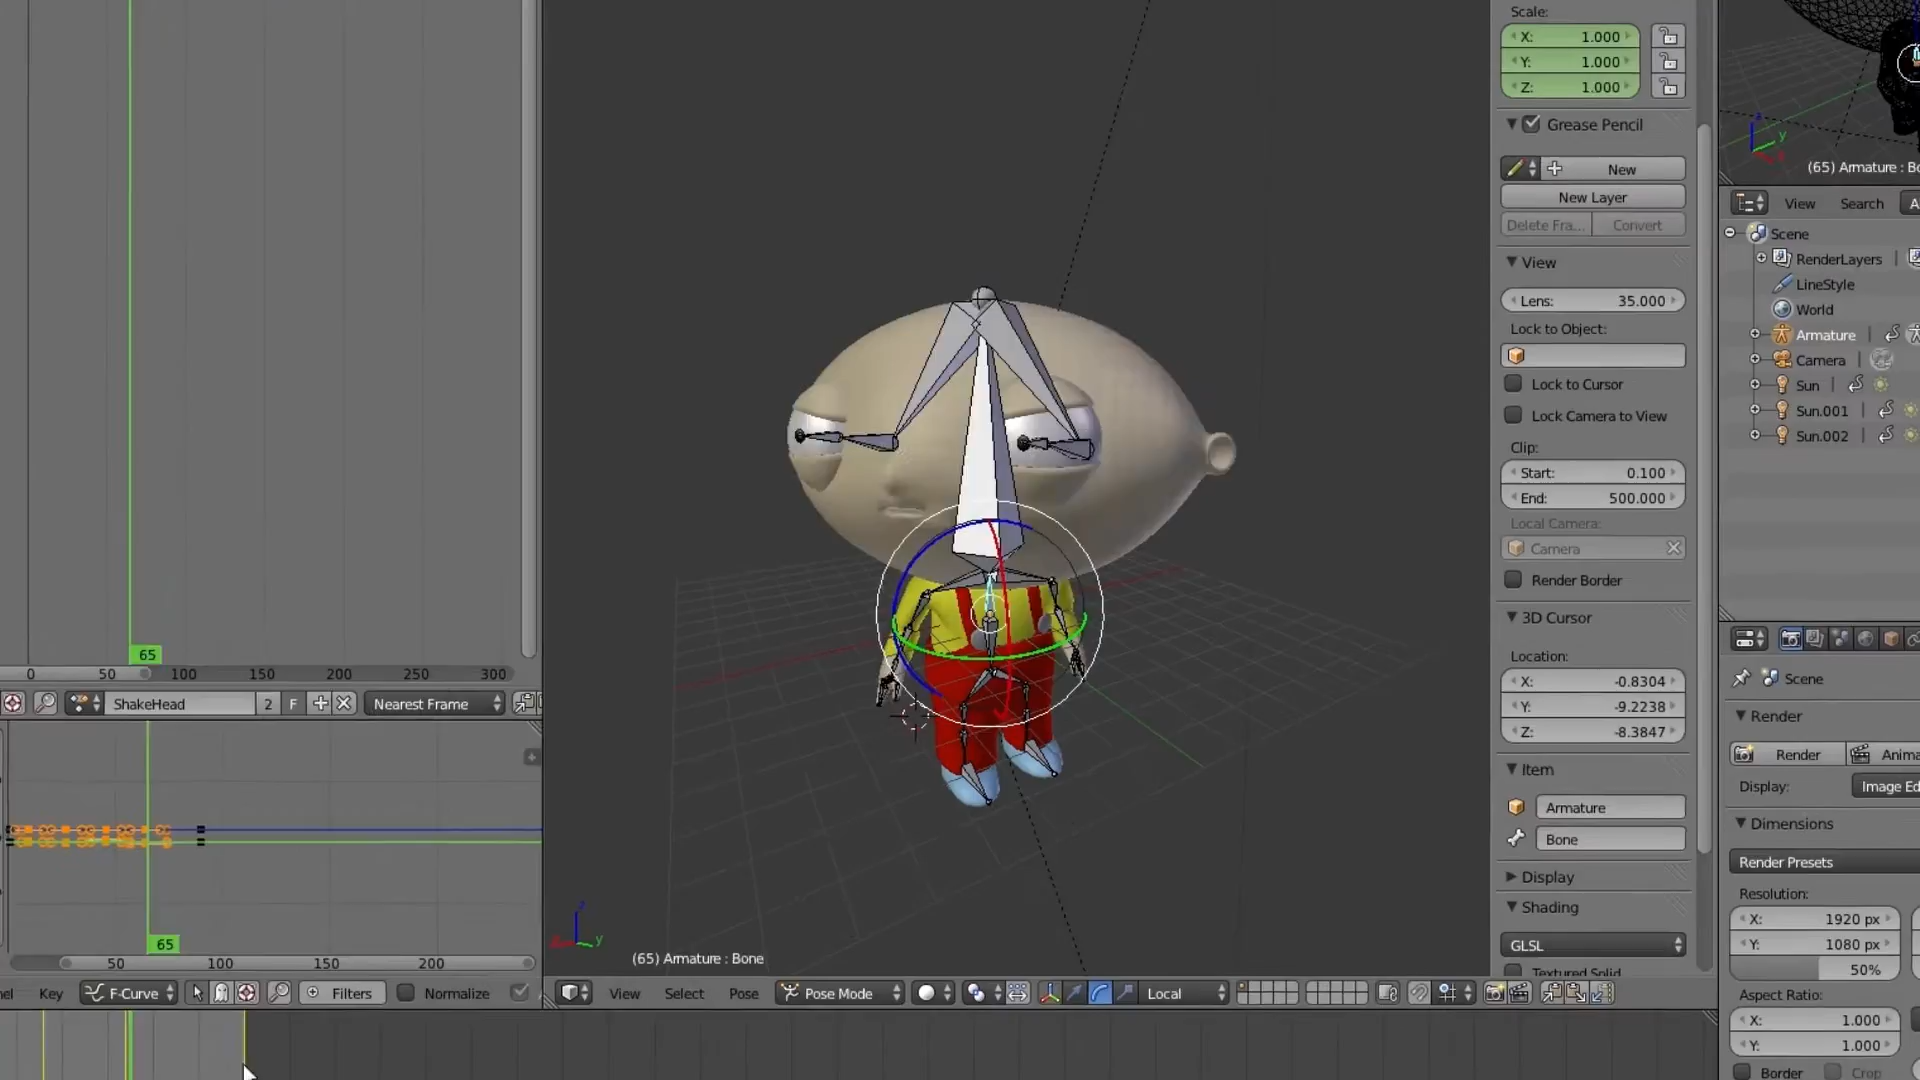 65
0 50 100 150 200 250 300
ShakeHead 2 F Nearest Frame
65
50 100 150 200
Key F-Curve Filters Normalize
(65) Armature : Bone
View Select Pose Pose Mode Local
Scale:
X: 1.000
Y: 1.000
Z: 1.000
Grease Pencil
New
New Layer
Delete Fra... Convert
View
Lens: 35.000
Lock to Object:
Lock to Cursor
Lock Camera to View
Clip:
Start: 0.100
End: 500.000
Local Camera:
Camera
Render Border
3D Cursor
Location:
X: -0.8304
Y: -9.2238
Z: -8.3847
Item
Armature
Bone
Display
Shading
GLSL
Textured Solid
(65) Armature : Bo
View Search A
Scene
RenderLayers
LineStyle
World
Armature
Camera
Sun
Sun.001
Sun.002
Scene
Render
Render Anima
Display: Image Ed
Dimensions
Render Presets
Resolution:
X: 1920 px
Y: 1080 px
50%
Aspect Ratio:
X: 1.000
Y: 1.000
Border Crop